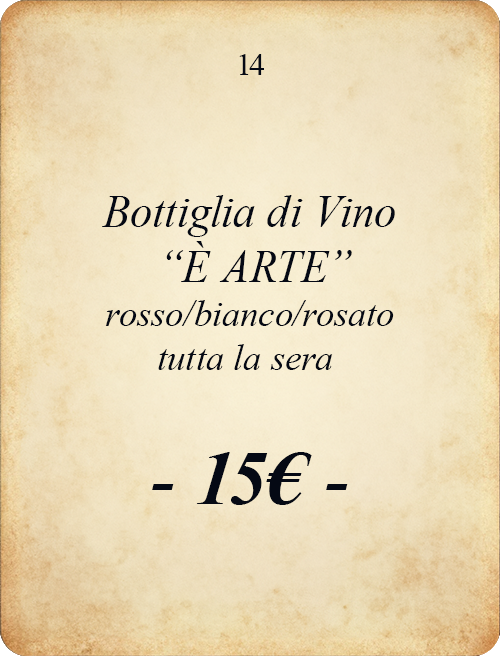 14
Bottiglia di Vino
“È ARTE”
rosso/bianco/rosato
tutta la sera
- 15€ -